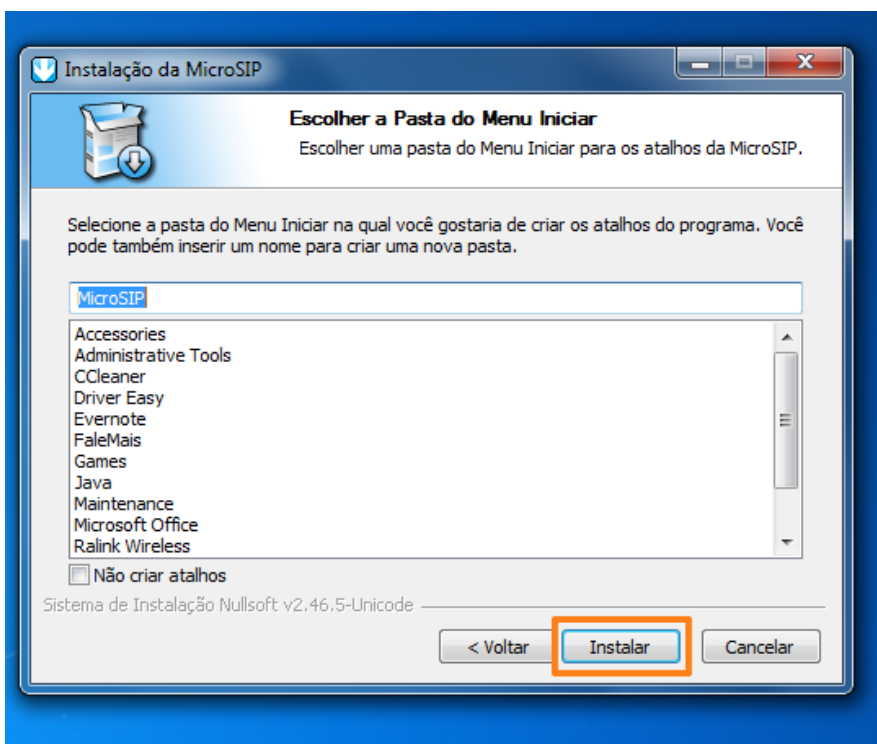 Instalação da MicroSIP
Escolher a Pasta do Menu Iniciar
Escolher uma pasta do Menu Iniciar para os atalhos da MicroSIP.
Selecione a pasta do Menu Iniciar na qual você gostaria de criar os atalhos do programa. Você
pode também inserir um nome para criar uma nova pasta.
MicroSIP
Accessories
Administrative Tools
CCleaner
Driver Easy
Evernote
FaleMais
Games
Java
Maintenance
Microsoft Office
Ralink Wireless
Não criar atalhos
Sistema de Instalação Nullsoft v2.46.5-Unicode
< Voltar Instalar Cancelar